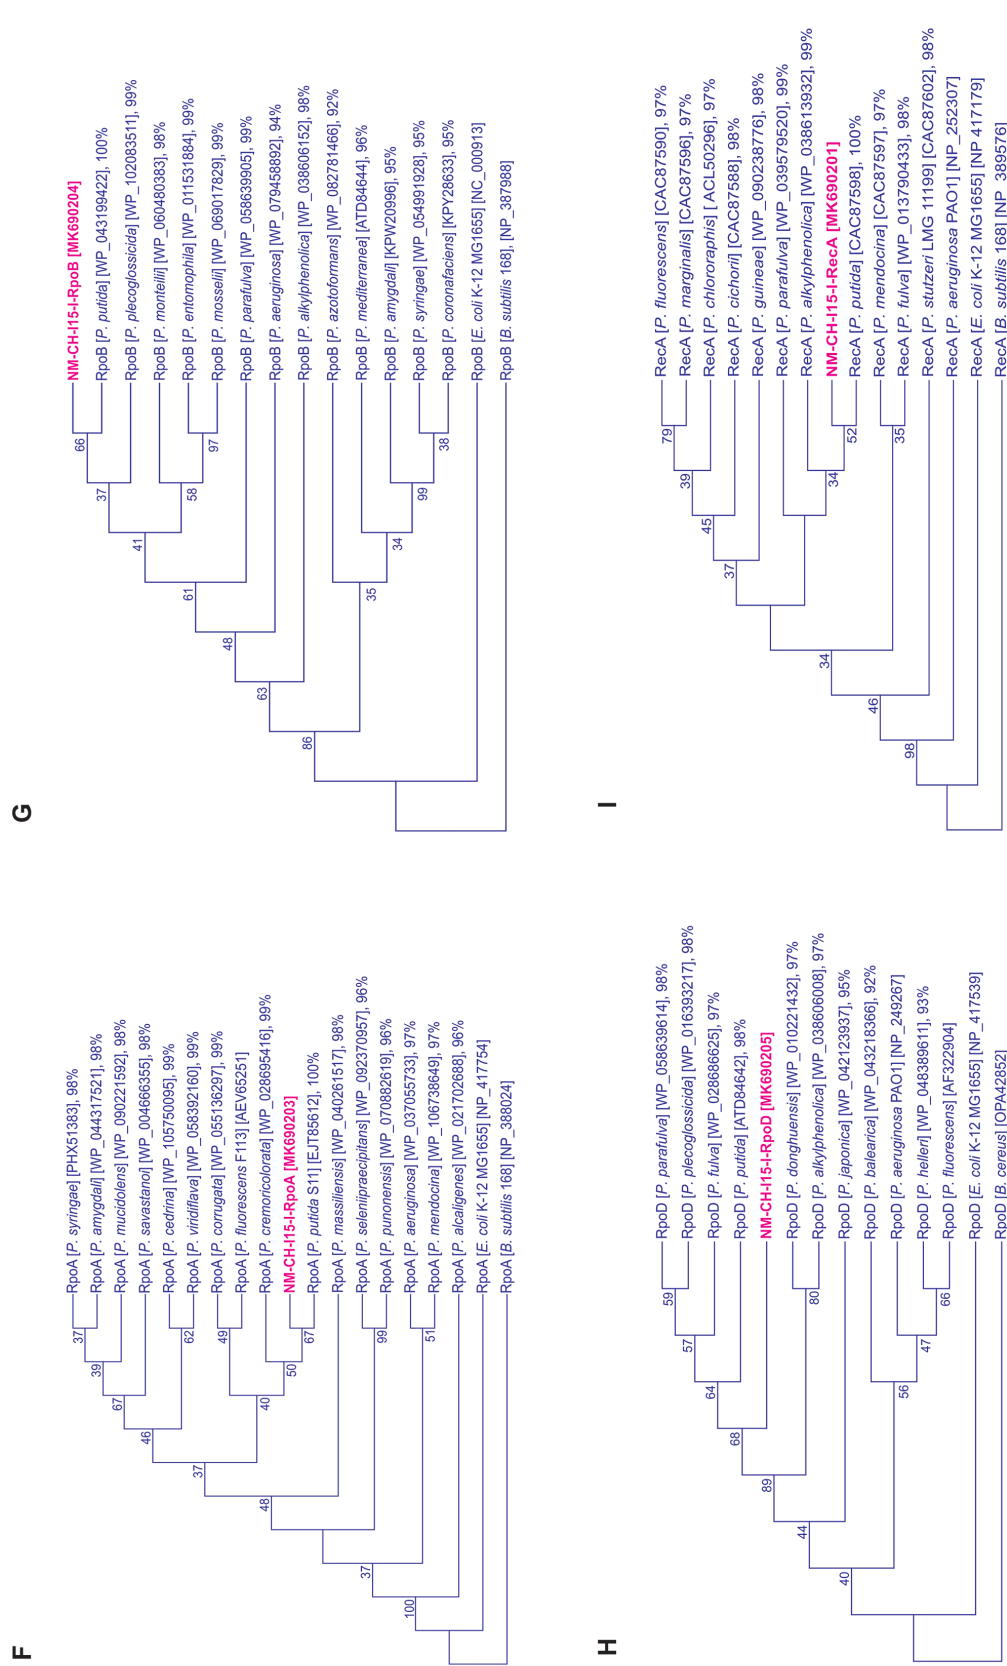 F
RpoA [P. syringae] [PHX51383], 98%
RpoA [P. amygdali] [WP_044317521], 98%
RpoA [P. mucidolens] [WP_090221592], 98%
RpoA [P. savastanoi] [WP_004666355], 98%
RpoA [P. cedrina] [WP_105750095], 99%
RpoA [P. viridiflava] [WP_058392160], 99%
RpoA [P. corrugata] [WP_055136297], 99%
RpoA [P. fluorescens F113] [AEV65251]
RpoA [P. cremoricolorata] [WP_028695416], 99%
NM-CH-I15-I-RpoA [MK690203]
RpoA [P. putida S11] [EJT85612], 100%
RpoA [P. massiliensis] [WP_040261517], 98%
RpoA [P. seleniipraecipitans] [WP_092370957], 96%
RpoA [P. punonensis] [WP_070882619], 96%
RpoA [P. aeruginosa] [WP_037055733], 97%
RpoA [P. mendocina] [WP_106738649], 97%
RpoA [P. alcaligenes] [WP_021702688], 96%
RpoA [E. coli K-12 MG1655] [NP_417754]
RpoA [B. subtilis 168] [NP_388024]
37
39
67
46
62
49
67
50
40
37
48
99
51
37
100
G
NM-CH-I15-I-RpoB [MK690204]
RpoB [P. putida] [WP_043199422], 100%
RpoB [P. plecoglossicida] [WP_102083511], 99%
RpoB [P. monteilii] [WP_060480383], 98%
RpoB [P. entomophila] [WP_011531884], 99%
RpoB [P. mosselii] [WP_069017829], 99%
RpoB [P. parafulva] [WP_058639905], 99%
RpoB [P. aeruginosa] [WP_079458892], 94%
RpoB [P. alkylphenolica] [WP_038606152], 98%
RpoB [P. azotoformans] [WP_082781466], 92%
RpoB [P. mediterranea] [ATD84644], 96%
RpoB [P. amygdali] [KPW20996], 95%
RpoB [P. syringae] [WP_054991928], 95%
RpoB [P. coronafaciens] [KPY28633], 95%
RpoB [E. coli K-12 MG1655] [NC_000913]
RpoB [B. subtilis 168], [NP_387988]
66
37
97
58
41
61
48
63
38
99
34
35
86
H
RpoD [P. parafulva] [WP_058639614], 98%
RpoD [P. plecoglossicida] [WP_016393217], 98%
RpoD [P. fulva] [WP_028686625], 97%
RpoD [P. putida] [ATD84642], 98%
NM-CH-I15-I-RpoD [MK690205]
RpoD [P. donghuensis] [WP_010221432], 97%
RpoD [P. alkylphenolica] [WP_038606008], 97%
RpoD [P. japonica] [WP_042123937], 95%
RpoD [P. balearica] [WP_043218366], 92%
RpoD [P. aeruginosa PAO1] [NP_249267]
RpoD [P. helleri] [WP_048389611], 93%
RpoD [P. fluorescens] [AF322904]
RpoD [E. coli K-12 MG1655] [NP_417539]
RpoD [B. cereus] [OPA42852]
59
57
64
68
80
89
44
66
47
56
40
I
RecA [P. fluorescens] [CAC87590], 97%
RecA [P. marginalis] [CAC87596], 97%
RecA [P. chlororaphis] [ ACL50296], 97%
RecA [P. cichorii] [CAC87588], 98%
RecA [P. guineae] [WP_090238776], 98%
RecA [P. parafulva] [WP_039579520], 99%
RecA [P. alkylphenolica] [WP_038613932], 99%
NM-CH-I15-I-RecA [MK690201]
RecA [P. putida] [CAC87598], 100%
RecA [P. mendocina] [CAC87597], 97%
RecA [P. fulva] [WP_013790433], 98%
RecA [P. stutzeri LMG 11199] [CAC87602], 98%
RecA [P. aeruginosa PAO1] [NP_252307]
RecA [E. coli K-12 MG1655] [NP 417179]
RecA [B. subtilis 168] [NP_389576]
79
39
45
37
52
34
35
34
46
98